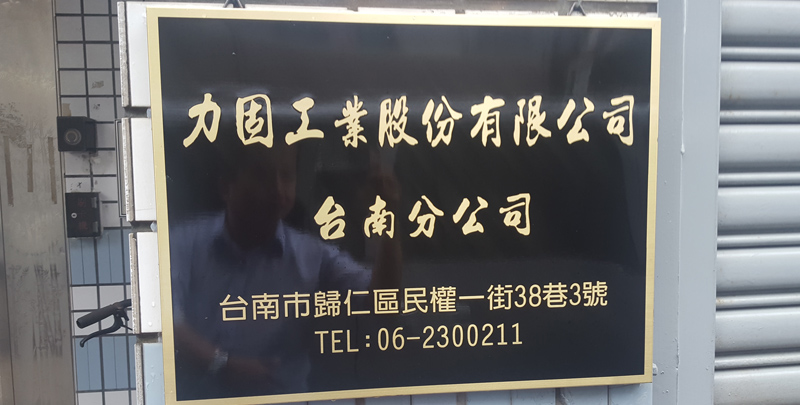 力固工業股份有限公司
台南分公司
台南市歸仁區民權一街38巷3號
TEL:06-2300211